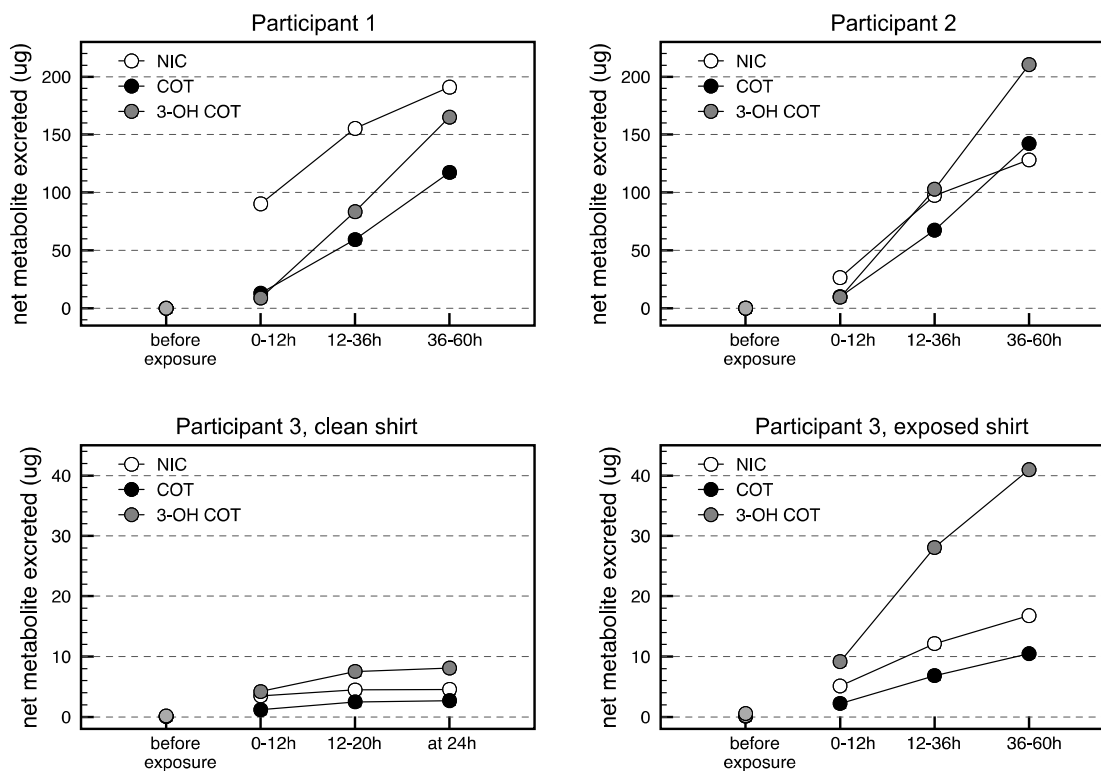 Participant 1
net metabolite excreted (ug)
NIC
COT
3-OH COT
200
150
100
50
0
before
exposure
0-12h
12-36h
36-60h
Participant 2
net metabolite excreted (ug)
NIC
COT
3-OH COT
200
150
100
50
0
before
exposure
0-12h
12-36h
36-60h
Participant 3, clean shirt
net metabolite excreted (ug)
NIC
COT
3-OH COT
40
30
20
10
0
before
exposure
0-12h
12-20h
at 24h
Participant 3, exposed shirt
net metabolite excreted (ug)
NIC
COT
3-OH COT
40
30
20
10
0
before
exposure
0-12h
12-36h
36-60h